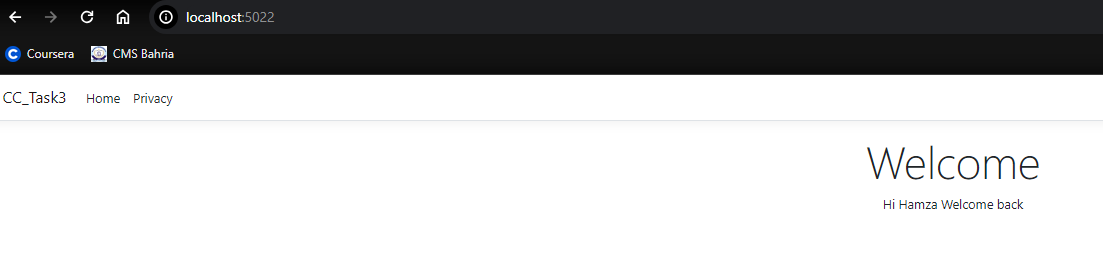 localhost:5022
Coursera CMS Bahria
CC_Task3 Home Privacy
Welcome
Hi Hamza Welcome back